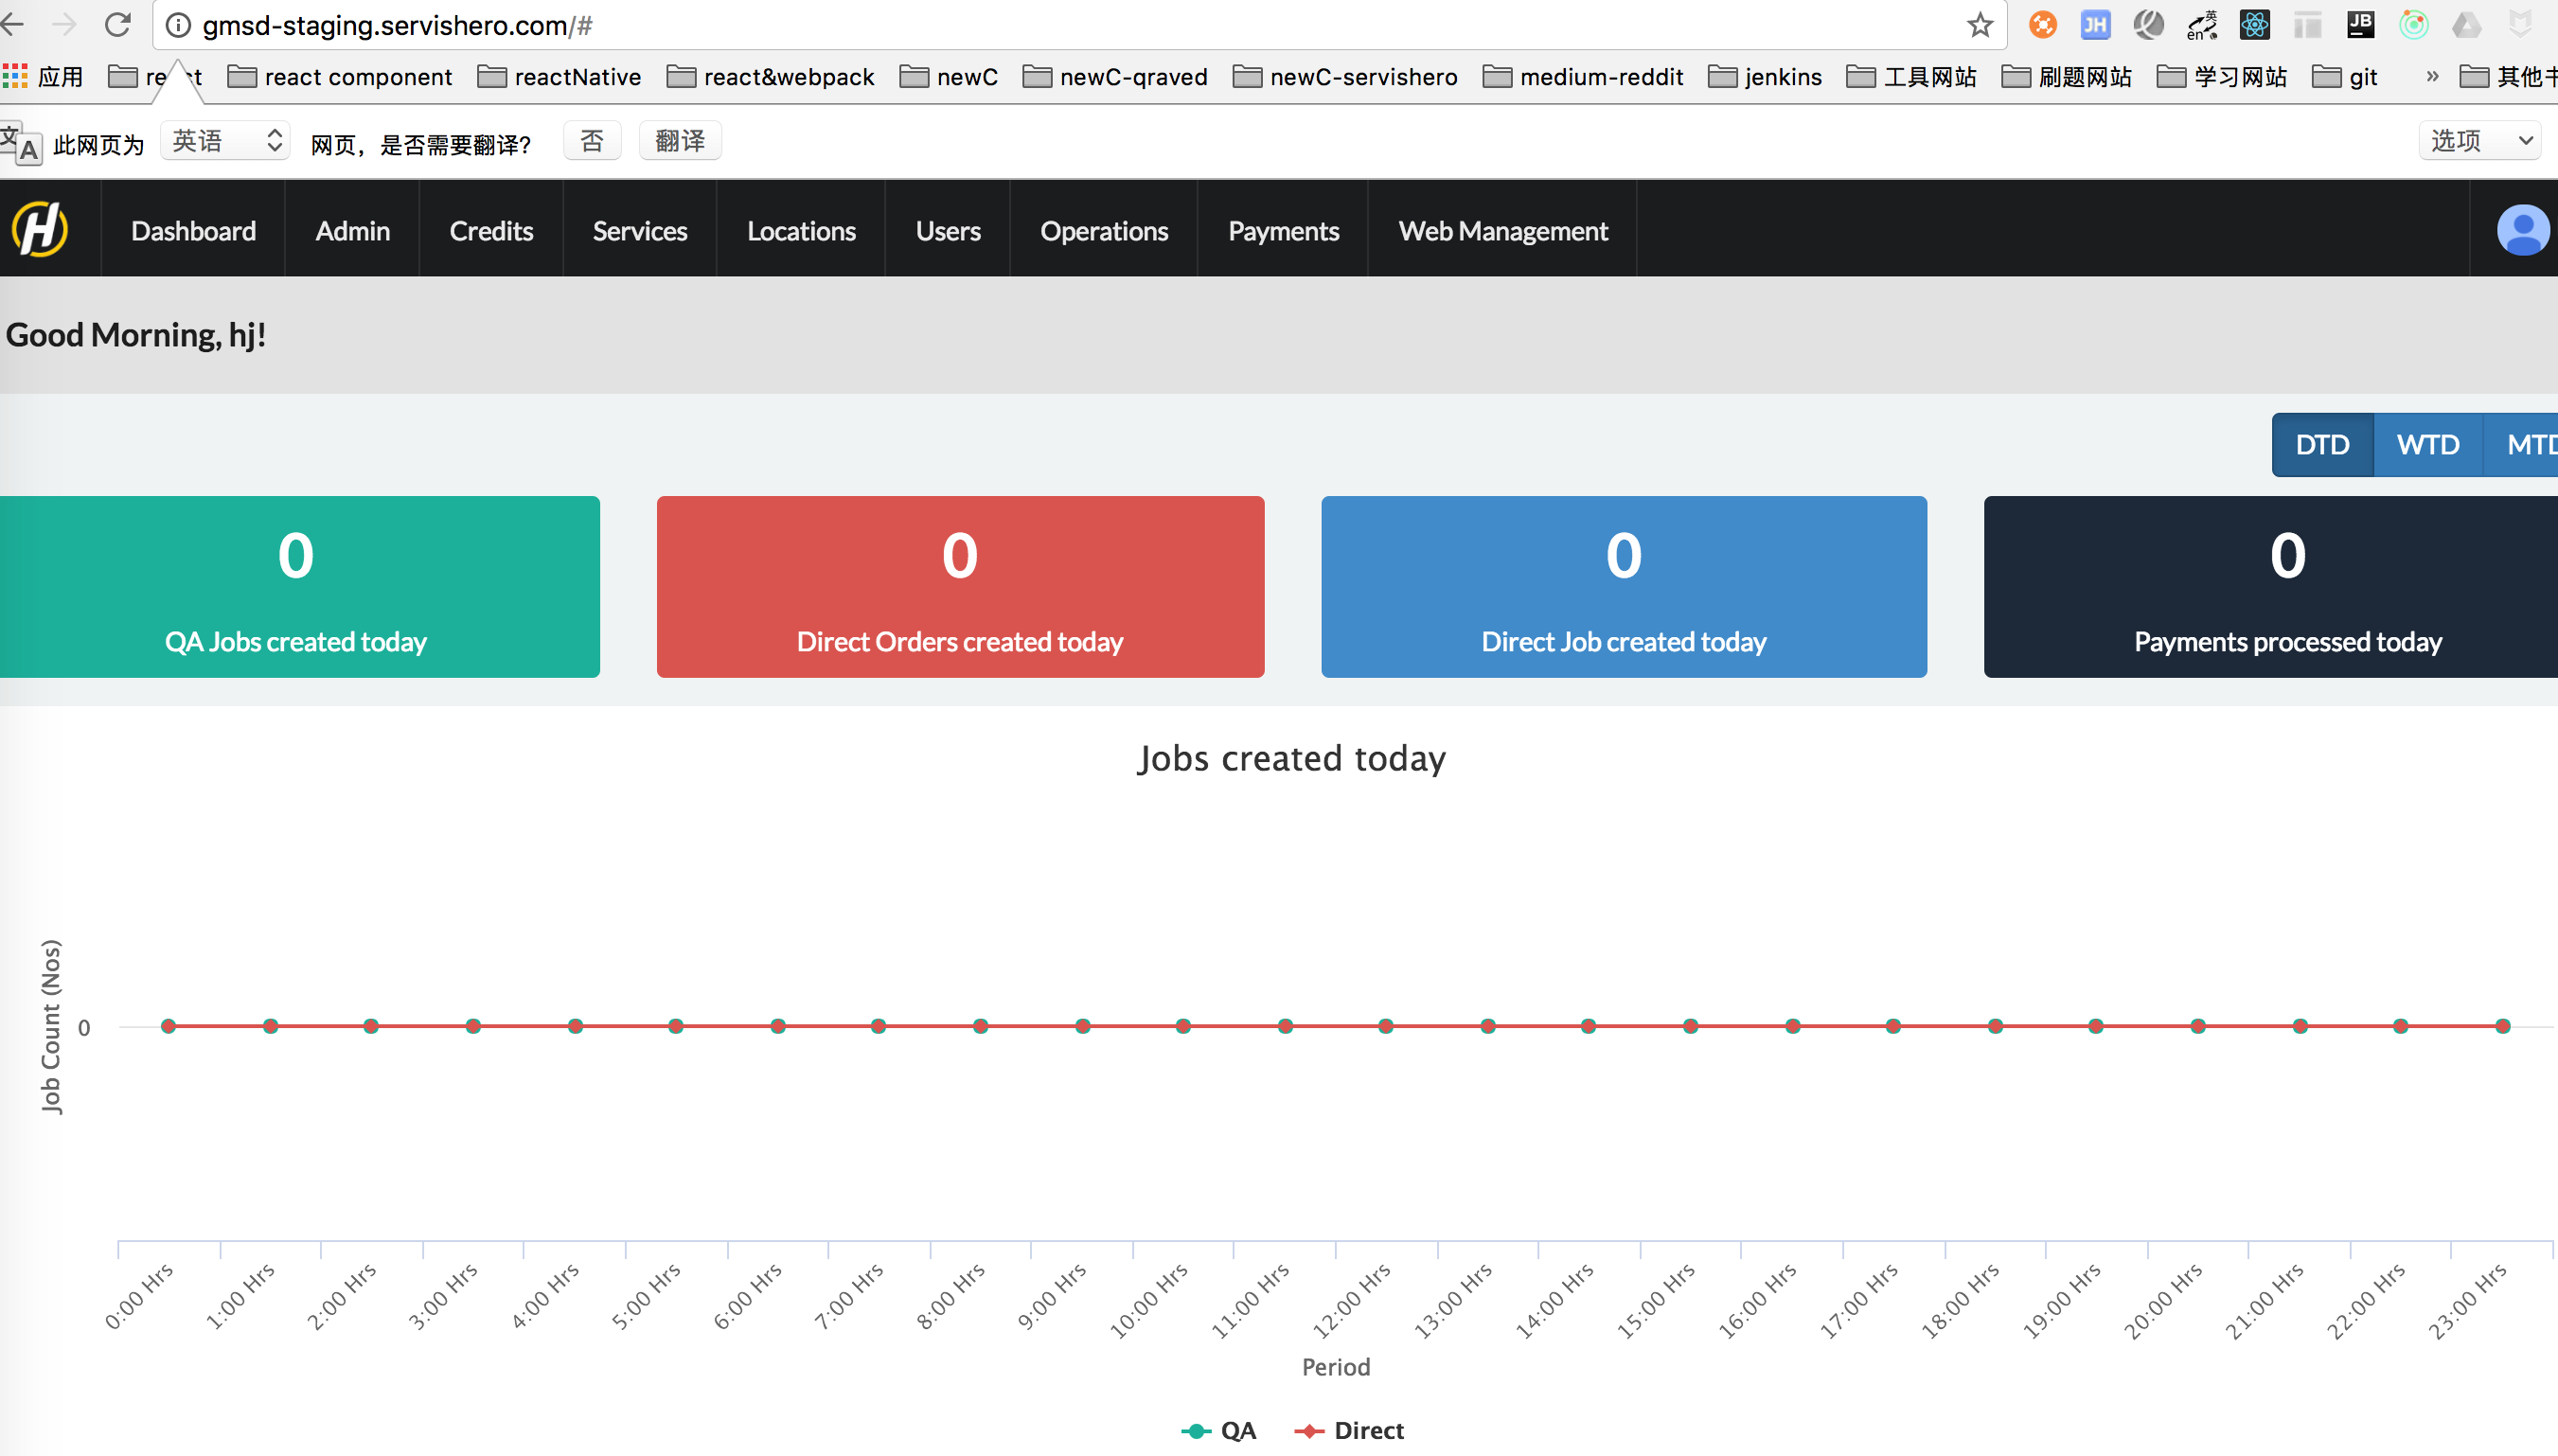 gmsd-staging.servishero.com/#
应用 react react component reactNative react&webpack newC newC-qraved newC-servishero medium-reddit jenkins 工具网站 刷题网站 学习网站 git » 其他书
文 A 此网页为 英语 网页，是否需要翻译? 否 翻译 选项
H Dashboard Admin Credits Services Locations Users Operations Payments Web Management
Good Morning, hj!
DTD WTD MTD
0 0 0 0
QA Jobs created today Direct Orders created today Direct Job created today Payments processed today
Jobs created today
Job Count (Nos)
0
0:00 Hrs 1:00 Hrs 2:00 Hrs 3:00 Hrs 4:00 Hrs 5:00 Hrs 6:00 Hrs 7:00 Hrs 8:00 Hrs 9:00 Hrs 10:00 Hrs 11:00 Hrs 12:00 Hrs 13:00 Hrs 14:00 Hrs 15:00 Hrs 16:00 Hrs 17:00 Hrs 18:00 Hrs 19:00 Hrs 20:00 Hrs 21:00 Hrs 22:00 Hrs 23:00 Hrs
Period
QA Direct